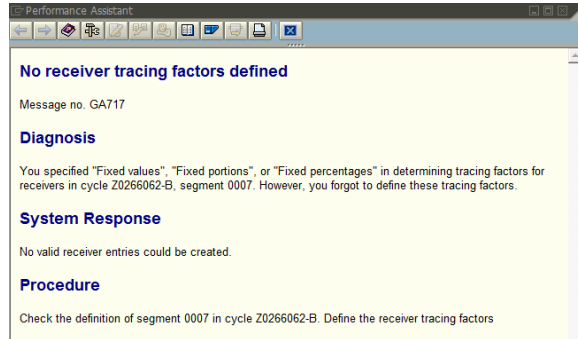 Performance Assistant
No receiver tracing factors defined
Message no. GA717
Diagnosis
You specified "Fixed values", "Fixed portions", or "Fixed percentages" in determining tracing factors for
receivers in cycle Z0266062-B, segment 0007. However, you forgot to define these tracing factors.
System Response
No valid receiver entries could be created.
Procedure
Check the definition of segment 0007 in cycle Z0266062-B. Define the receiver tracing factors